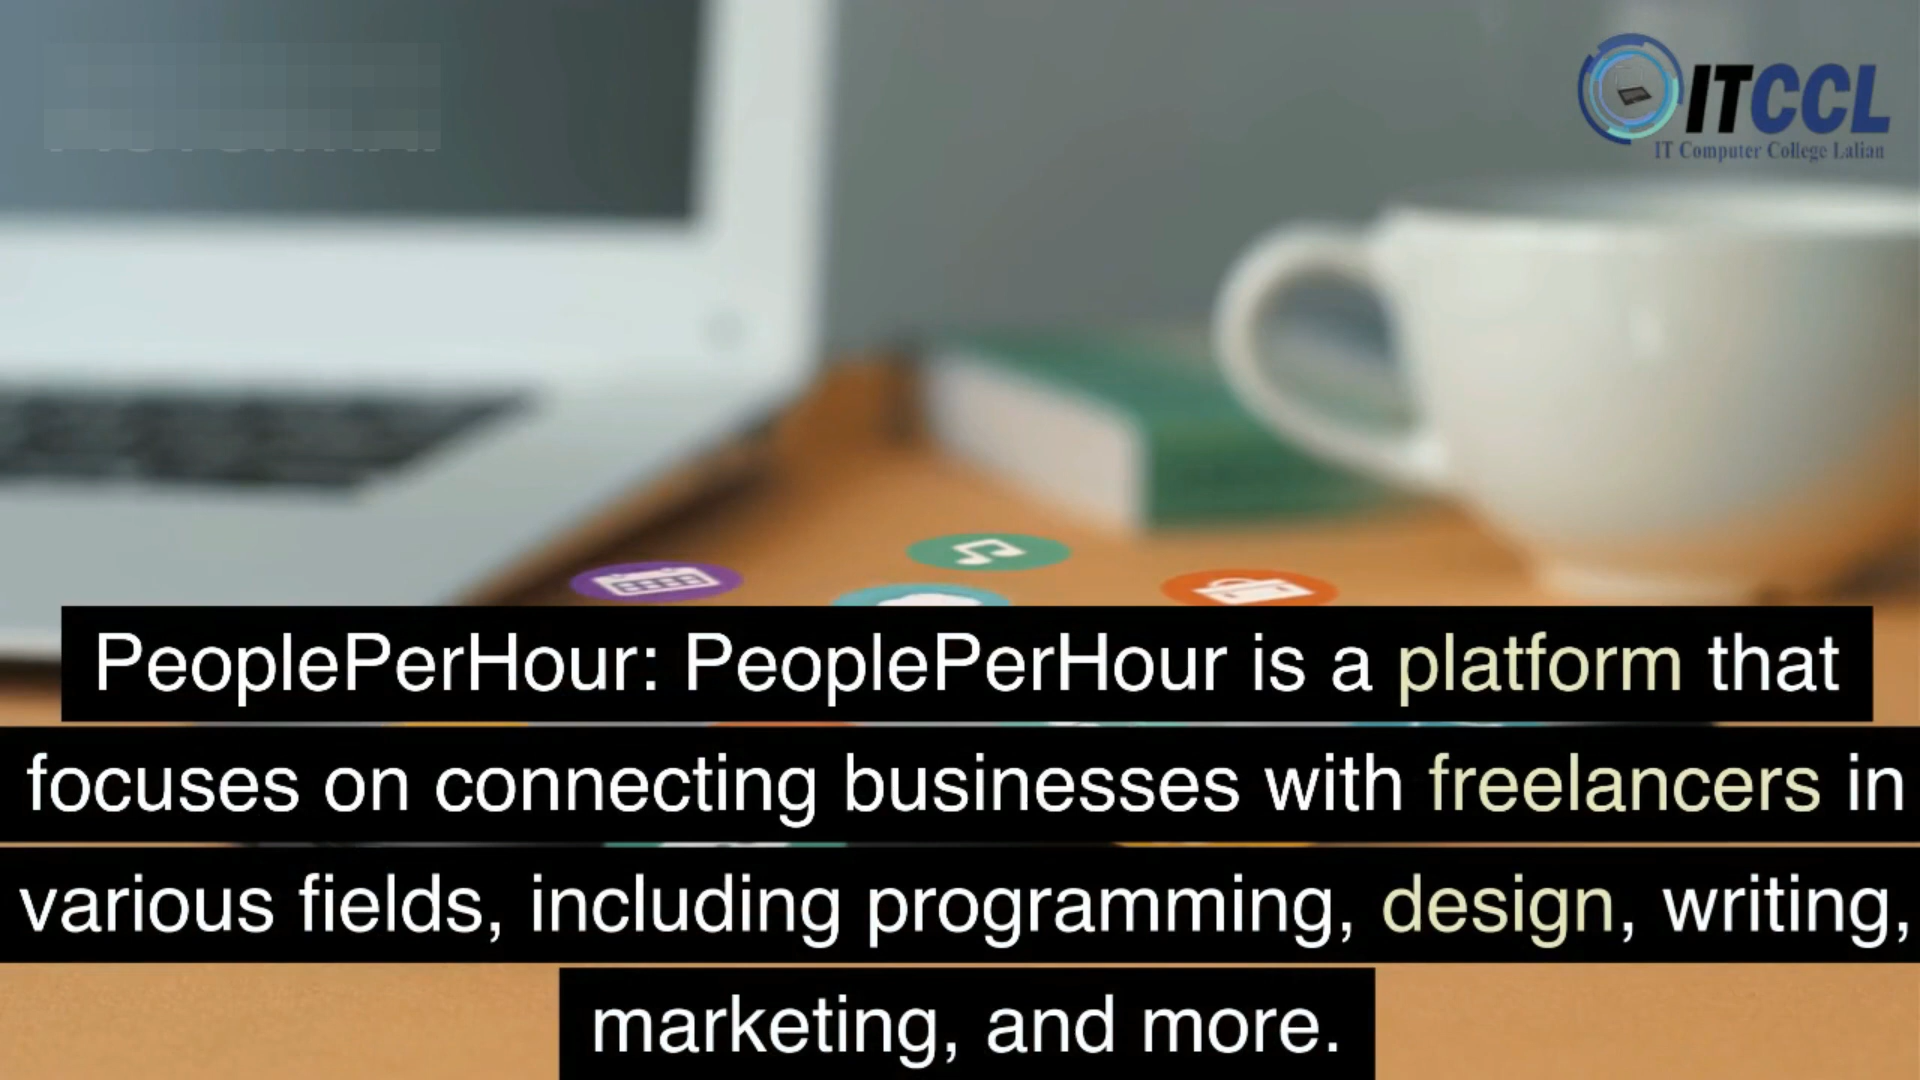 ITCCL
IT Computer College Lalian
PeoplePerHour: PeoplePerHour is a platform that
focuses on connecting businesses with freelancers in
various fields, including programming, design, writing,
marketing, and more.